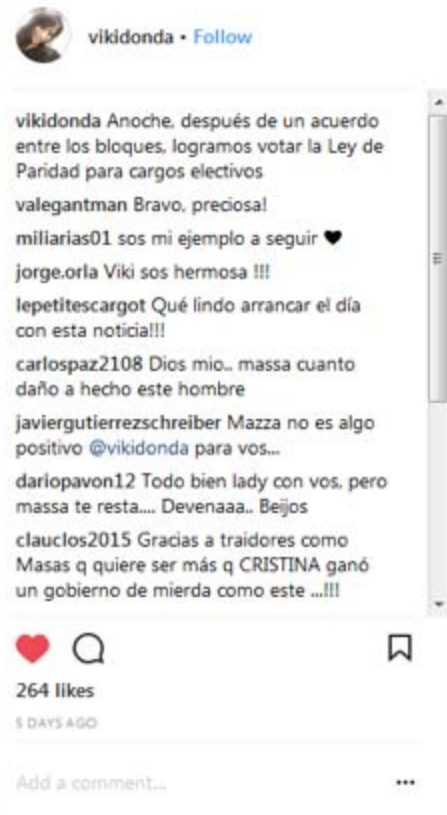 vikidonda • Follow
vikidonda Anoche, después de un acuerdo
entre los bloques, logramos votar la Ley de
Paridad para cargos electivos
valegantman Bravo, preciosa!
miliarias01 sos mi ejemplo a seguir 🖤
jorge.orla Viki sos hermosa !!!
lepetitescargot Qué lindo arrancar el día
con esta noticia!!!
carlospaz2108 Dios mio.. massa cuanto
daño a hecho este hombre
javiergutierrezschreiber Mazza no es algo
positivo @vikidonda para vos...
dariopavon12 Todo bien lady con vos, pero
massa te resta.... Devenaaa.. Beijos
clauclos2015 Gracias a traidores como
Masas q quiere ser más q CRISTINA ganó
un gobierno de mierda como este ...!!!
264 likes
5 DAYS AGO
Add a comment...